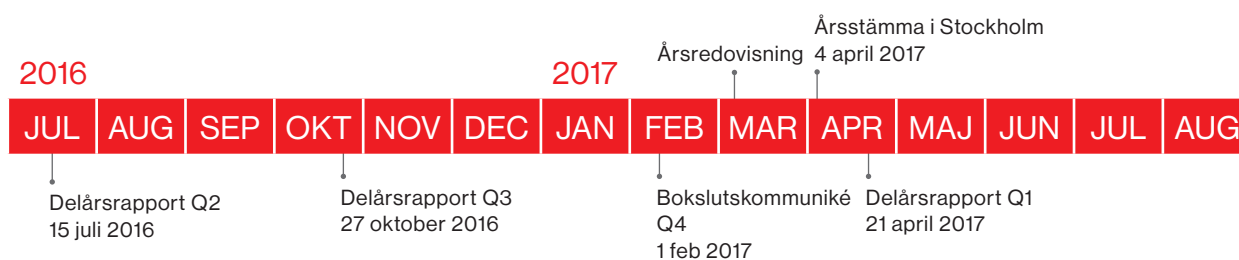 Årsstämma i Stockholm
4 april 2017
Årsredovisning
2016
2017
JUL AUG SEP OKT NOV DEC JAN FEB MAR APR MAJ JUN JUL AUG
Delårsrapport Q2
15 juli 2016
Delårsrapport Q3
27 oktober 2016
Bokslutskommuniké
Q4
1 feb 2017
Delårsrapport Q1
21 april 2017